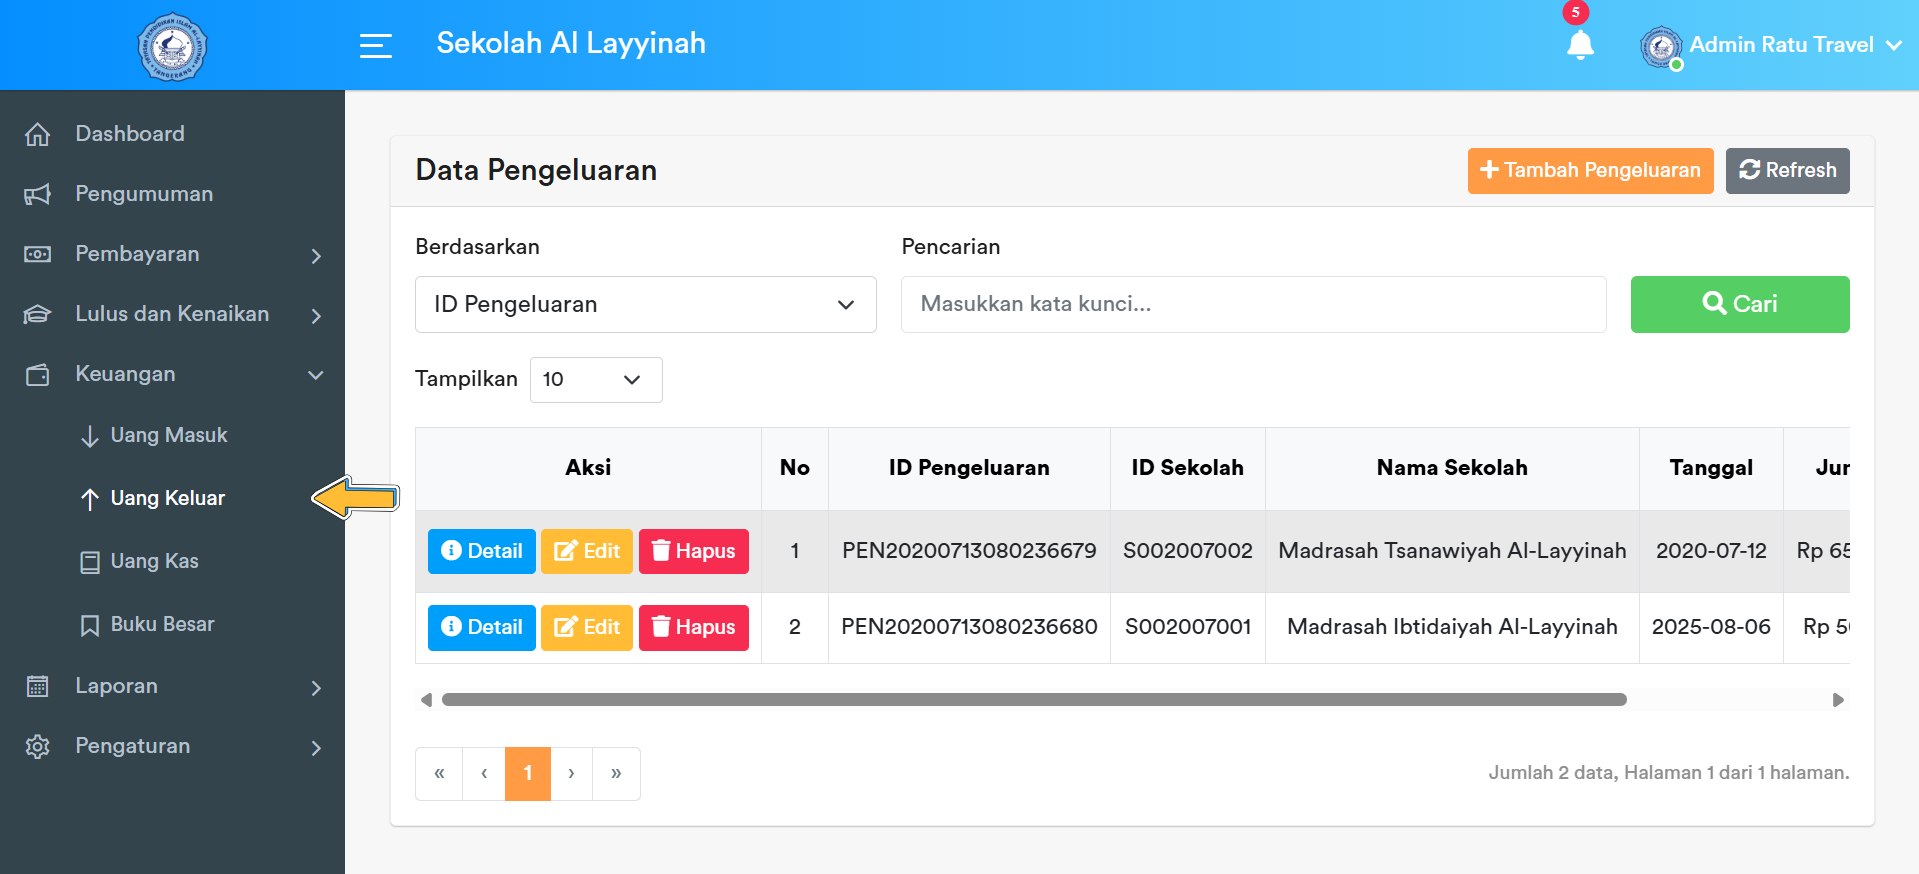 5
Sekolah Al Layyinah
Admin Ratu Travel
Dashboard
Pengumuman
Pembayaran
Lulus dan Kenaikan
Keuangan
Uang Masuk
Uang Keluar
Uang Kas
Buku Besar
Laporan
Pengaturan
Data Pengeluaran
Tambah Pengeluaran
Refresh
Berdasarkan
Pencarian
ID Pengeluaran
Masukkan kata kunci...
Cari
Tampilkan 10
Aksi No ID Pengeluaran ID Sekolah Nama Sekolah Tanggal
Detail Edit Hapus 1 PEN20200713080236679 S002007002 Madrasah Tsanawiyah Al-Layyinah 2020-07-12 Rp 65
Detail Edit Hapus 2 PEN20200713080236680 S002007001 Madrasah Ibtidaiyah Al-Layyinah 2025-08-06 Rp 5
« ‹ 1 › »
Jumlah 2 data, Halaman 1 dari 1 halaman.